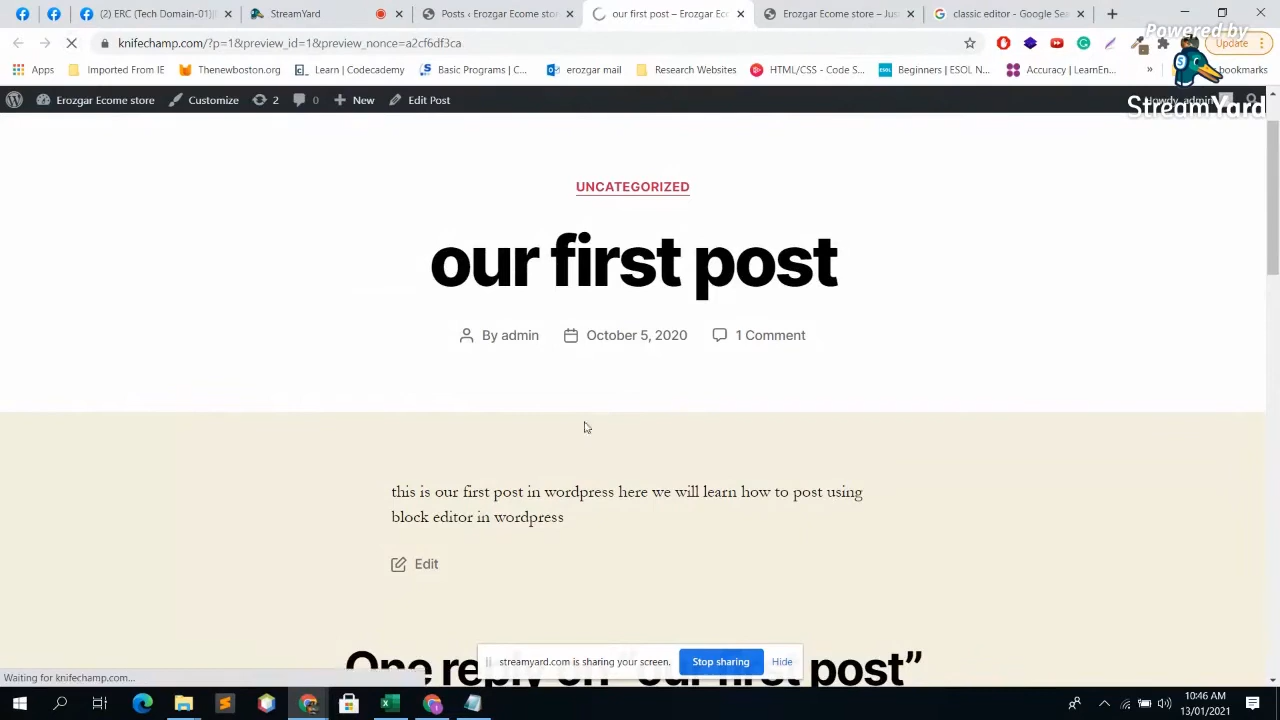 (2) ERC (Tech Domain-01)
StreamYard
Posts ‹ Erozgar Ecome store
our first post – Erozgar Ec
Erozgar Ecome store – Jus
classic editor - Google Sea
knifechamp.com/?p=1&preview_id=1&preview_nonce=a2cf6df3ca
Update
Apps
Imported From IE
Thenewboston.org
Learn | Codecademy
Basic Programs | C...
erozgar mail
Research Websites
HTML/CSS - Code S...
Beginners | ESOL N...
Accuracy | LearnEn...
»
bookmarks
Powered by
StreamYard
Erozgar Ecome store
Customize
2
0
New
Edit Post
Howdy, admin
UNCATEGORIZED
our first post
By admin
October 5, 2020
1 Comment
this is our first post in wordpress here we will learn how to post using
block editor in wordpress
Edit
One reply on “our first post”
streamyard.com is sharing your screen.
Stop sharing
Hide
Waiting for knifechamp.com...
10:46 AM
13/01/2021